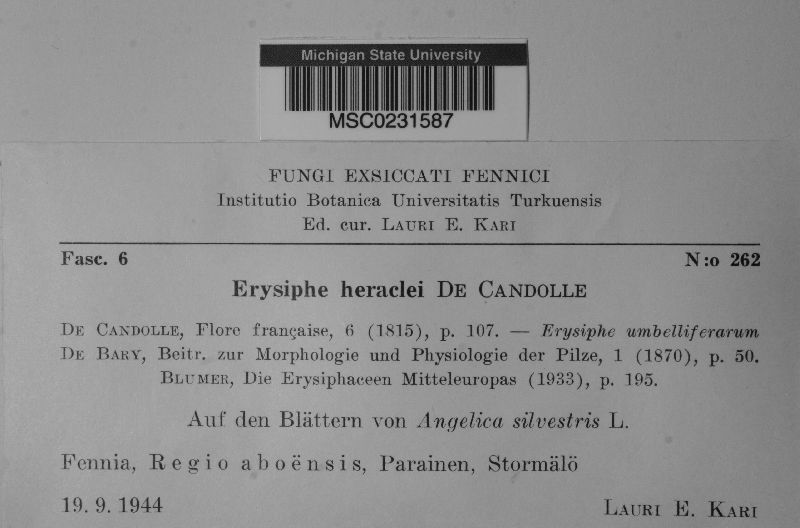 Michigan State University
MSC0231587
FUNGI EXSICCATI FENNICI
Institutio Botanica Universitatis Turkuensis
Ed. cur. LAURI E. KARI
Fasc. 6 N:o 262
Erysiphe heraclei DE CANDOLLE
DE CANDOLLE, Flore française, 6 (1815), p. 107. — Erysiphe umbelliferarum
DE BARY, Beitr. zur Morphologie und Physiologie der Pilze, 1 (1870), p. 50.
BLUMER, Die Erysiphaceen Mitteleuropas (1933), p. 195.
Auf den Blättern von Angelica silvestris L.
Fennia, Regio aboënsis, Parainen, Stormälö
19. 9. 1944 LAURI E. KARI